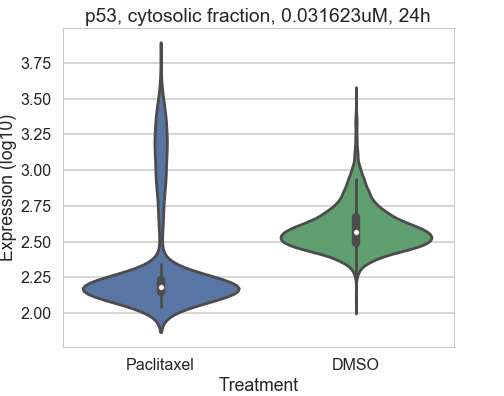 p53, cytosolic fraction, 0.031623uM, 24h
Expression (log10)
3.75
3.50
3.25
3.00
2.75
2.50
2.25
2.00
Paclitaxel
DMSO
Treatment